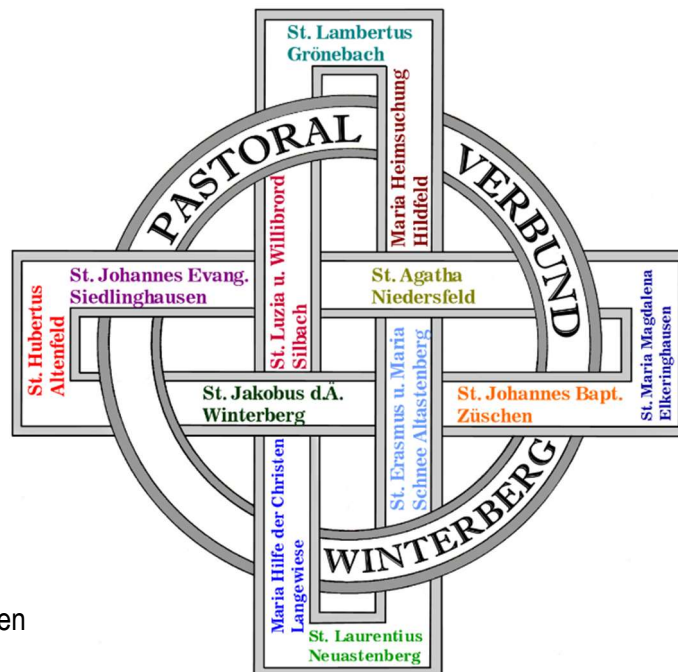 St. Lambertus
Grönebach
Maria Heimsuchung
Hildfeld
PASTORAL
VERBUND
WINTERBERG
St. Johannes Evang.
Siedlinghausen
St. Luzia u. Willibrord
Silbach
St. Agatha
Niedersfeld
St. Hubertus
Altenfeld
St. Maria Magdalena
Elkeringhausen
St. Jakobus d.Ä.
Winterberg
St. Erasmus u. Maria
Schnee Altastenberg
St. Johannes Bapt.
Züschen
Maria Hilfe der Christen
Langewiese
St. Laurentius
Neuastenberg
en